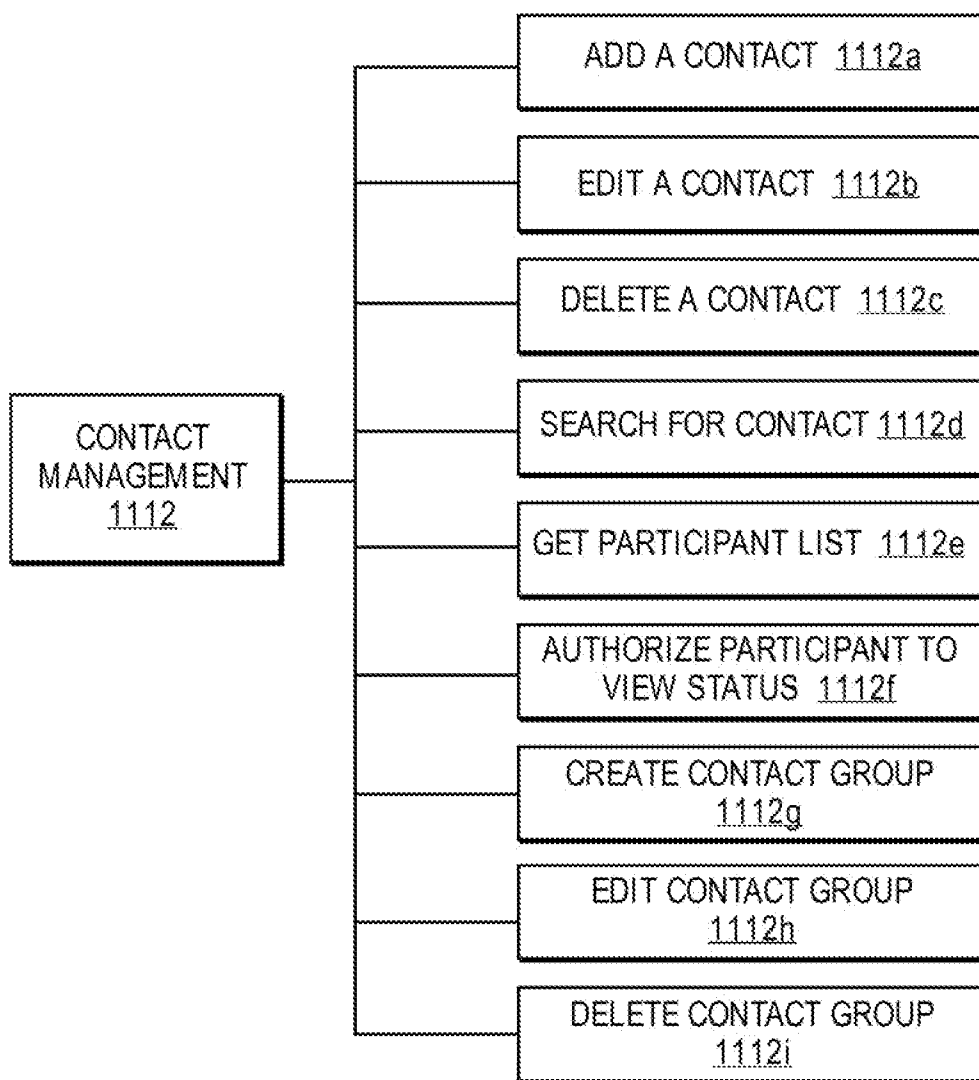 ADD A CONTACT 1112a
EDIT A CONTACT 1112b
DELETE A CONTACT 1112c
SEARCH FOR CONTACT 1112d
CONTACT
MANAGEMENT
1112
GET PARTICIPANT LIST 1112e
AUTHORIZE PARTICIPANT TO
VIEW STATUS 1112f
CREATE CONTACT GROUP
1112g
EDIT CONTACT GROUP
1112h
DELETE CONTACT GROUP
1112i